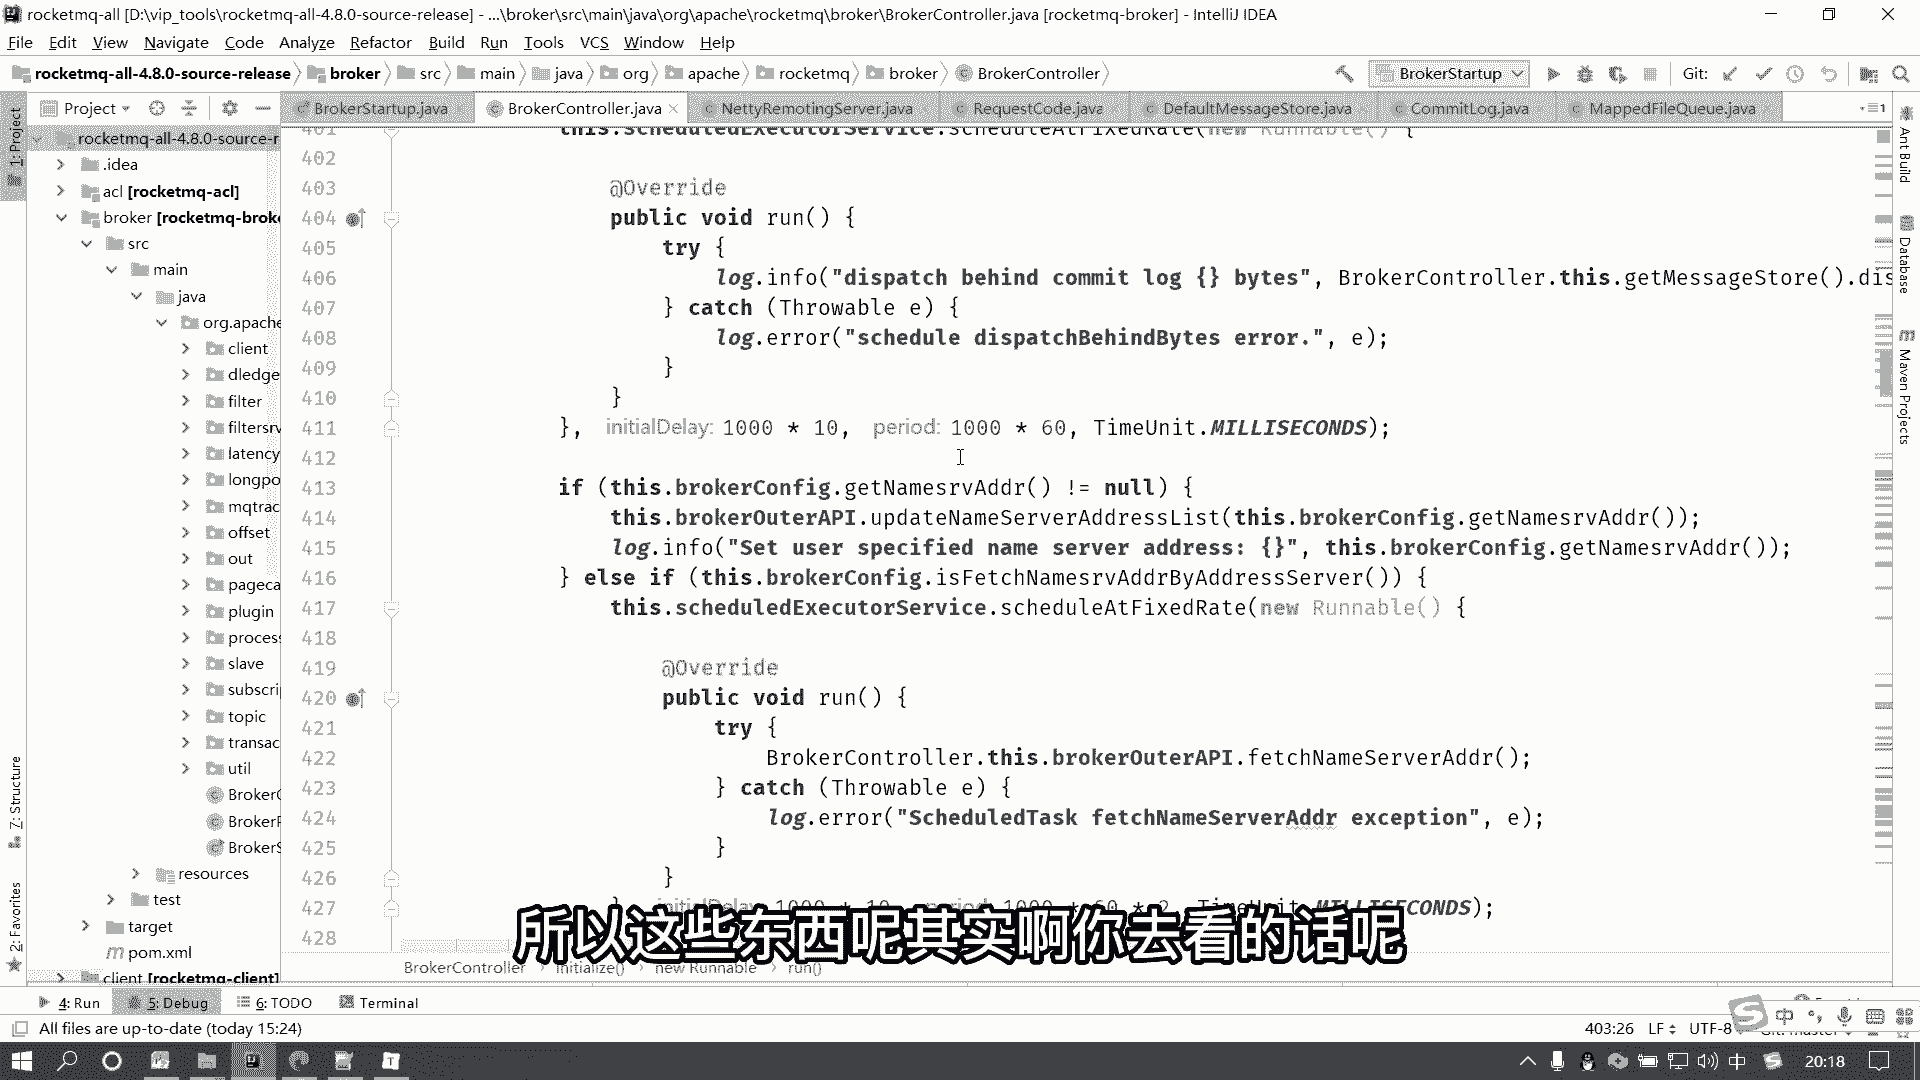 rocketmq-all [D:\vip_tools\rocketmq-all-4.8.0-source-release] - ...\broker\src\main\java\org\apache\rocketmq\broker\BrokerController.java [rocketmq-broker] - IntelliJ IDEA
File Edit View Navigate Code Analyze Refactor Build Run Tools VCS Window Help
rocketmq-all-4.8.0-source-release broker src main java org apache rocketmq broker BrokerController BrokerStartup Git:
1: Project
Project
BrokerStartup.java BrokerController.java NettyRemotingServer.java RequestCode.java DefaultMessageStore.java CommitLog.java MappedFileQueue.java
rocketmq-all-4.8.0-source-r
.idea
acl [rocketmq-acl]
broker [rocketmq-broke
src
main
java
org.apache
client
dledge
filter
filtersrv
latency
longpo
mqtrac
offset
out
pageca
plugin
process
slave
subscri
topic
transac
util
BrokerC
BrokerP
BrokerS
resources
test
target
pom.xml
client [rocketmq-client]
401 this.scheduledExecutorService.scheduleAtFixedRate(new Runnable() {
402
403 @Override
404 public void run() {
405 try {
406 log.info("dispatch behind commit log {} bytes", BrokerController.this.getMessageStore().dis
407 } catch (Throwable e) {
408 log.error("schedule dispatchBehindBytes error.", e);
409 }
410 }
411 }, initialDelay: 1000 * 10, period: 1000 * 60, TimeUnit.MILLISECONDS);
412
413 if (this.brokerConfig.getNamesrvAddr() != null) {
414 this.brokerOuterAPI.updateNameServerAddressList(this.brokerConfig.getNamesrvAddr());
415 log.info("Set user specified name server address: {}", this.brokerConfig.getNamesrvAddr());
416 } else if (this.brokerConfig.isFetchNamesrvAddrByAddressServer()) {
417 this.scheduledExecutorService.scheduleAtFixedRate(new Runnable() {
418
419 @Override
420 public void run() {
421 try {
422 BrokerController.this.brokerOuterAPI.fetchNameServerAddr();
423 } catch (Throwable e) {
424 log.error("ScheduledTask fetchNameServerAddr exception", e);
425 }
426 }
427 }, initialDelay: 1000 * 10, period: 1000 * 60 * 2, TimeUnit.MILLISECONDS);
428
所以这些东西呢其实啊你去看的话呢
BrokerController initialize() new Runnable run()
Ant Build
Database
Maven Projects
7: Structure
2: Favorites
4: Run 5: Debug 6: TODO Terminal
All files are up-to-date (today 15:24) 403:26 LF UTF-8 Git: master
中
中 20:18